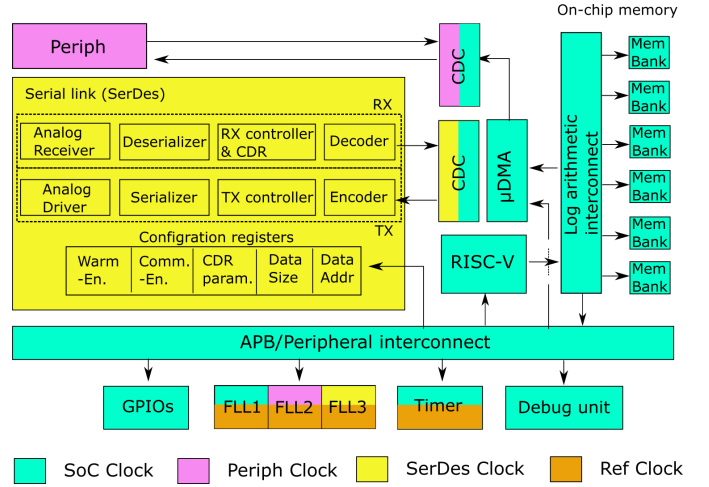 On-chip memory
Periph
CDC
Mem
Bank
Mem
Bank
Mem
Bank
Mem
Bank
Mem
Bank
Mem
Bank
Serial link (SerDes)
RX
Analog
Receiver
Deserializer
RX controller
& CDR
Decoder
CDC
μDMA
Log arithmetic
interconnect
Analog
Driver
Serializer
TX controller
Encoder
TX
Configration registers
Warm
-En.
Comm.
-En.
CDR
param.
Data
Size
Data
Addr
RISC-V
APB/Peripheral interconnect
GPIOs
FLL1
FLL2
FLL3
Timer
Debug unit
SoC Clock
Periph Clock
SerDes Clock
Ref Clock